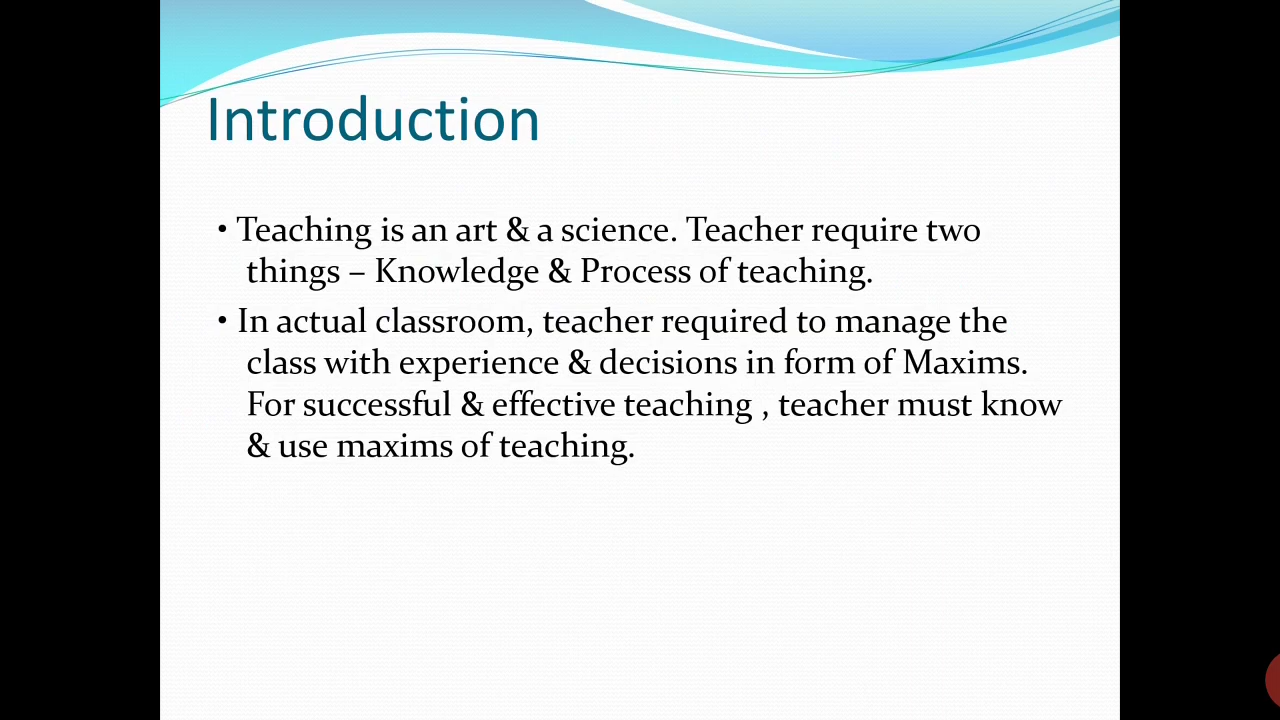 Introduction
• Teaching is an art & a science. Teacher require two
things – Knowledge & Process of teaching.
• In actual classroom, teacher required to manage the
class with experience & decisions in form of Maxims.
For successful & effective teaching , teacher must know
& use maxims of teaching.